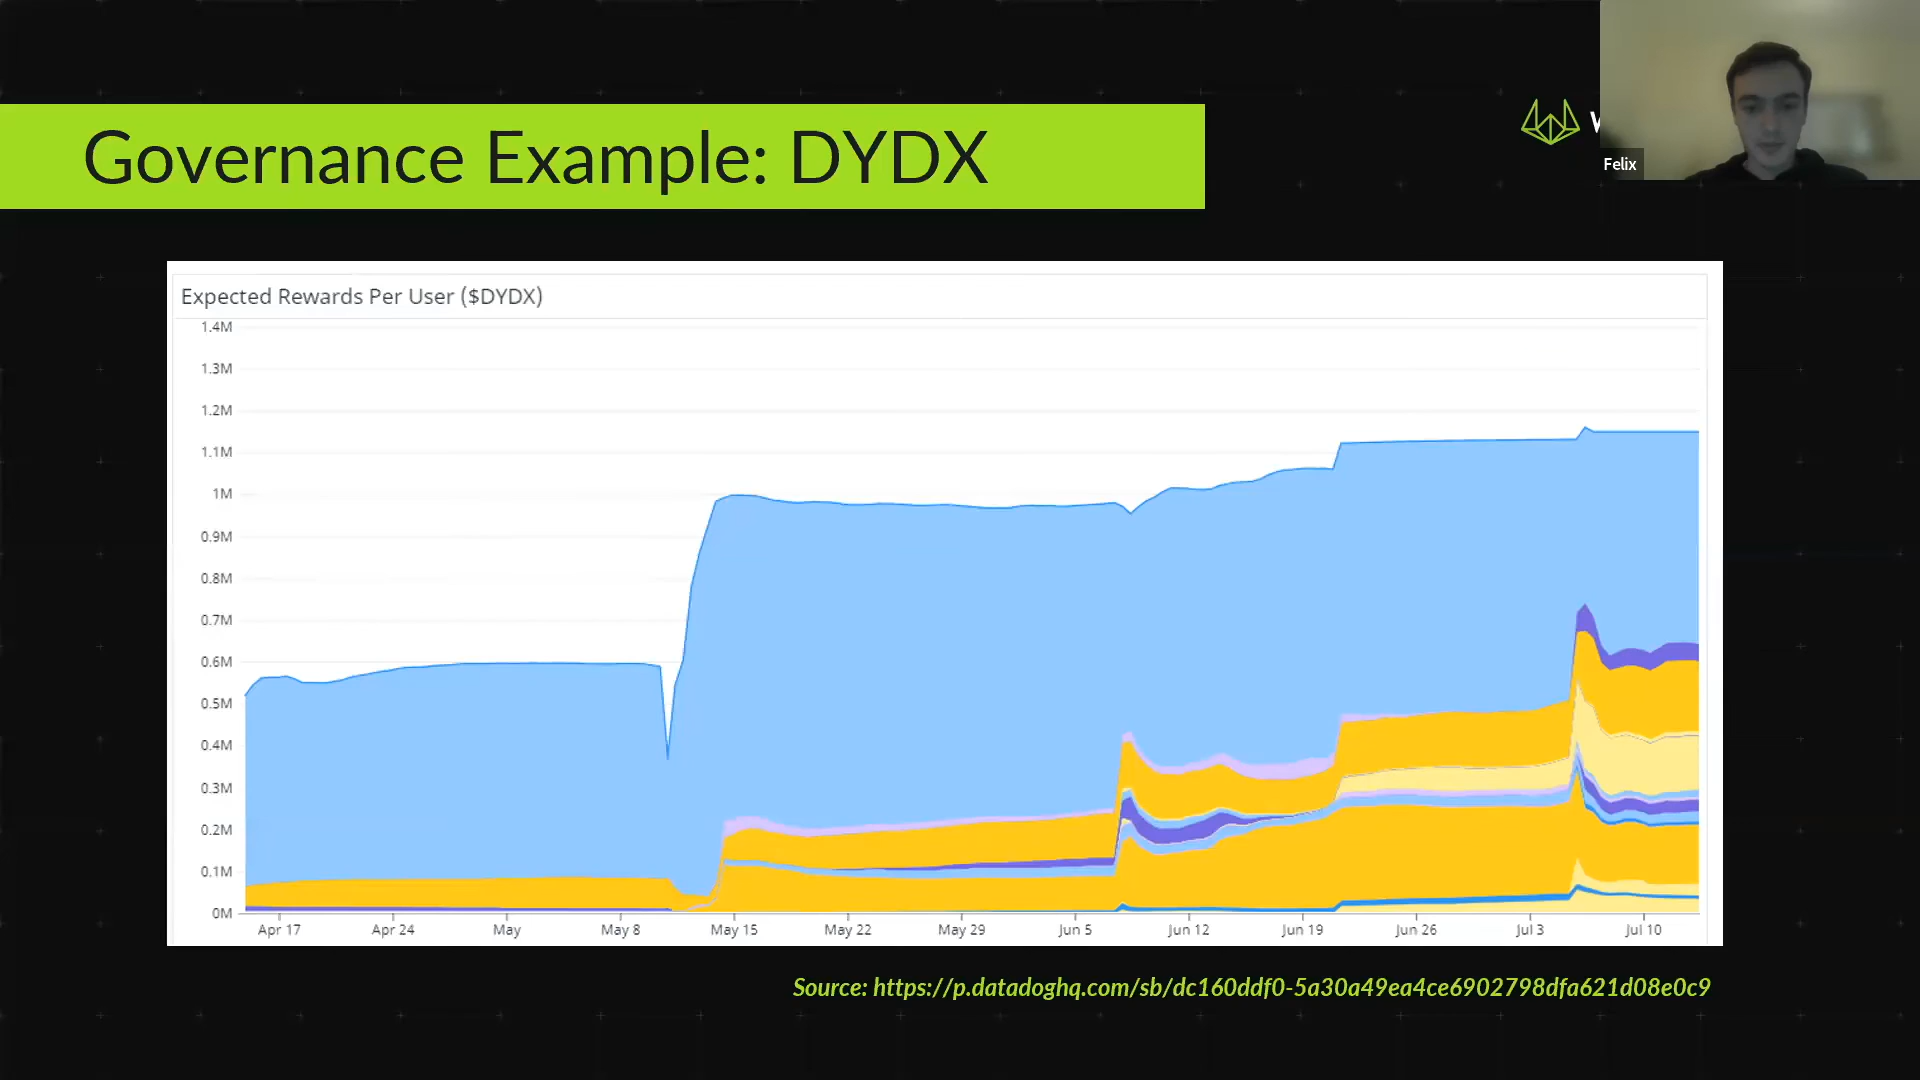 Governance Example: DYDX
Felix
Expected Rewards Per User ($DYDX)
1.4M
1.3M
1.2M
1.1M
1M
0.9M
0.8M
0.7M
0.6M
0.5M
0.4M
0.3M
0.2M
0.1M
0M
Apr 17 Apr 24 May May 8 May 15 May 22 May 29 Jun 5 Jun 12 Jun 19 Jun 26 Jul 3 Jul 10
Source: https://p.datadoghq.com/sb/dc160ddf0-5a30a49ea4ce6902798dfa621d08e0c9